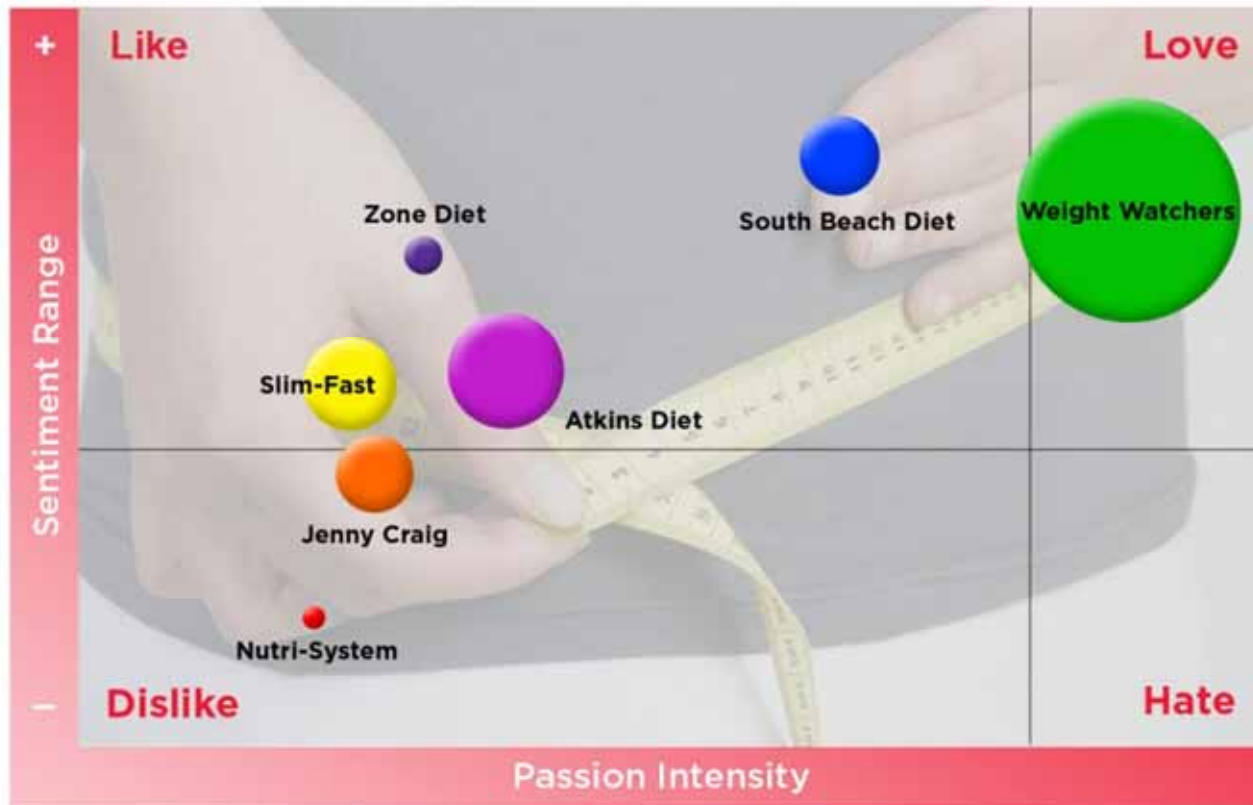 +
Like
Love
Zone Diet
South Beach Diet
Weight Watchers
Slim-Fast
Atkins Diet
Jenny Craig
Nutri-System
Sentiment Range
–
Dislike
Hate
Passion Intensity